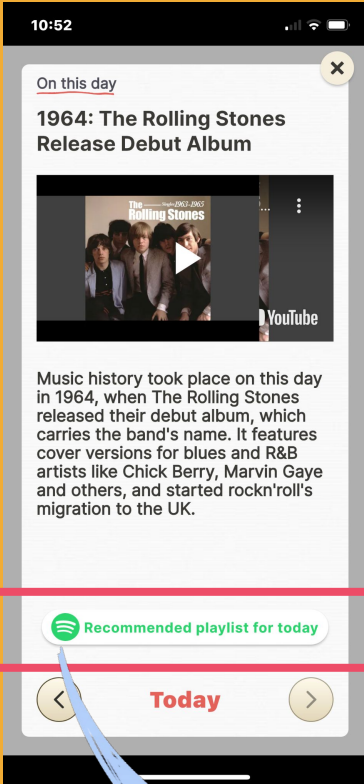 10:52
On this day
1964: The Rolling Stones
Release Debut Album
The Singles 1963-1965
Rolling Stones
...
YouTube
Music history took place on this day
in 1964, when The Rolling Stones
released their debut album, which
carries the band's name. It features
cover versions for blues and R&B
artists like Chick Berry, Marvin Gaye
and others, and started rockn'roll's
migration to the UK.
Recommended playlist for today
Today